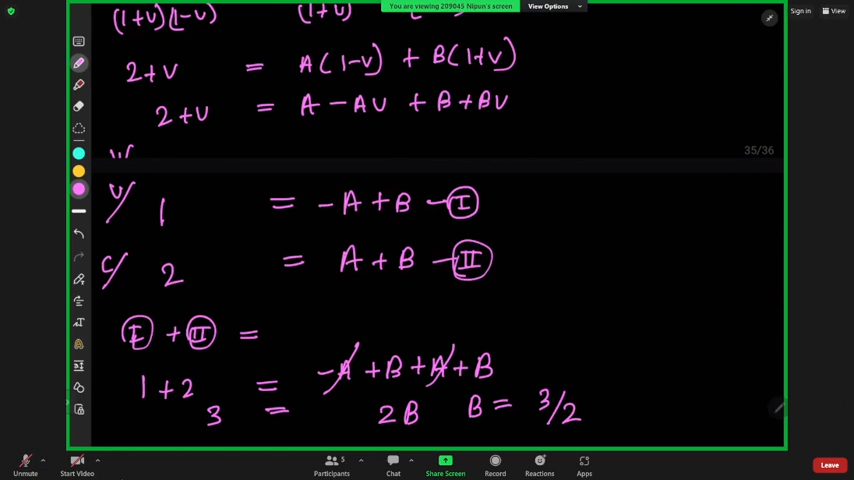 You are viewing 209045 Nipun's screen View Options
Sign in View
(1+v)(1-v) (1+v)
2+v = A(1-v) + B(1+v)
2+v = A - Av + B + Bv
35/36
v/ 1 = -A + B - I
c/ 2 = A + B - II
I + II =
1 + 2 = -A + B + A + B
3 = 2B B = 3/2
Unmute Start Video Participants 5 Chat Share Screen Record Reactions Apps Leave